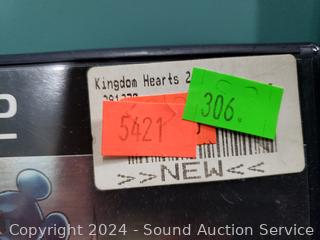 Kingdom Hearts 2
306.
5421
>>NEW<<
Copyright 2024 - Sound Auction Service